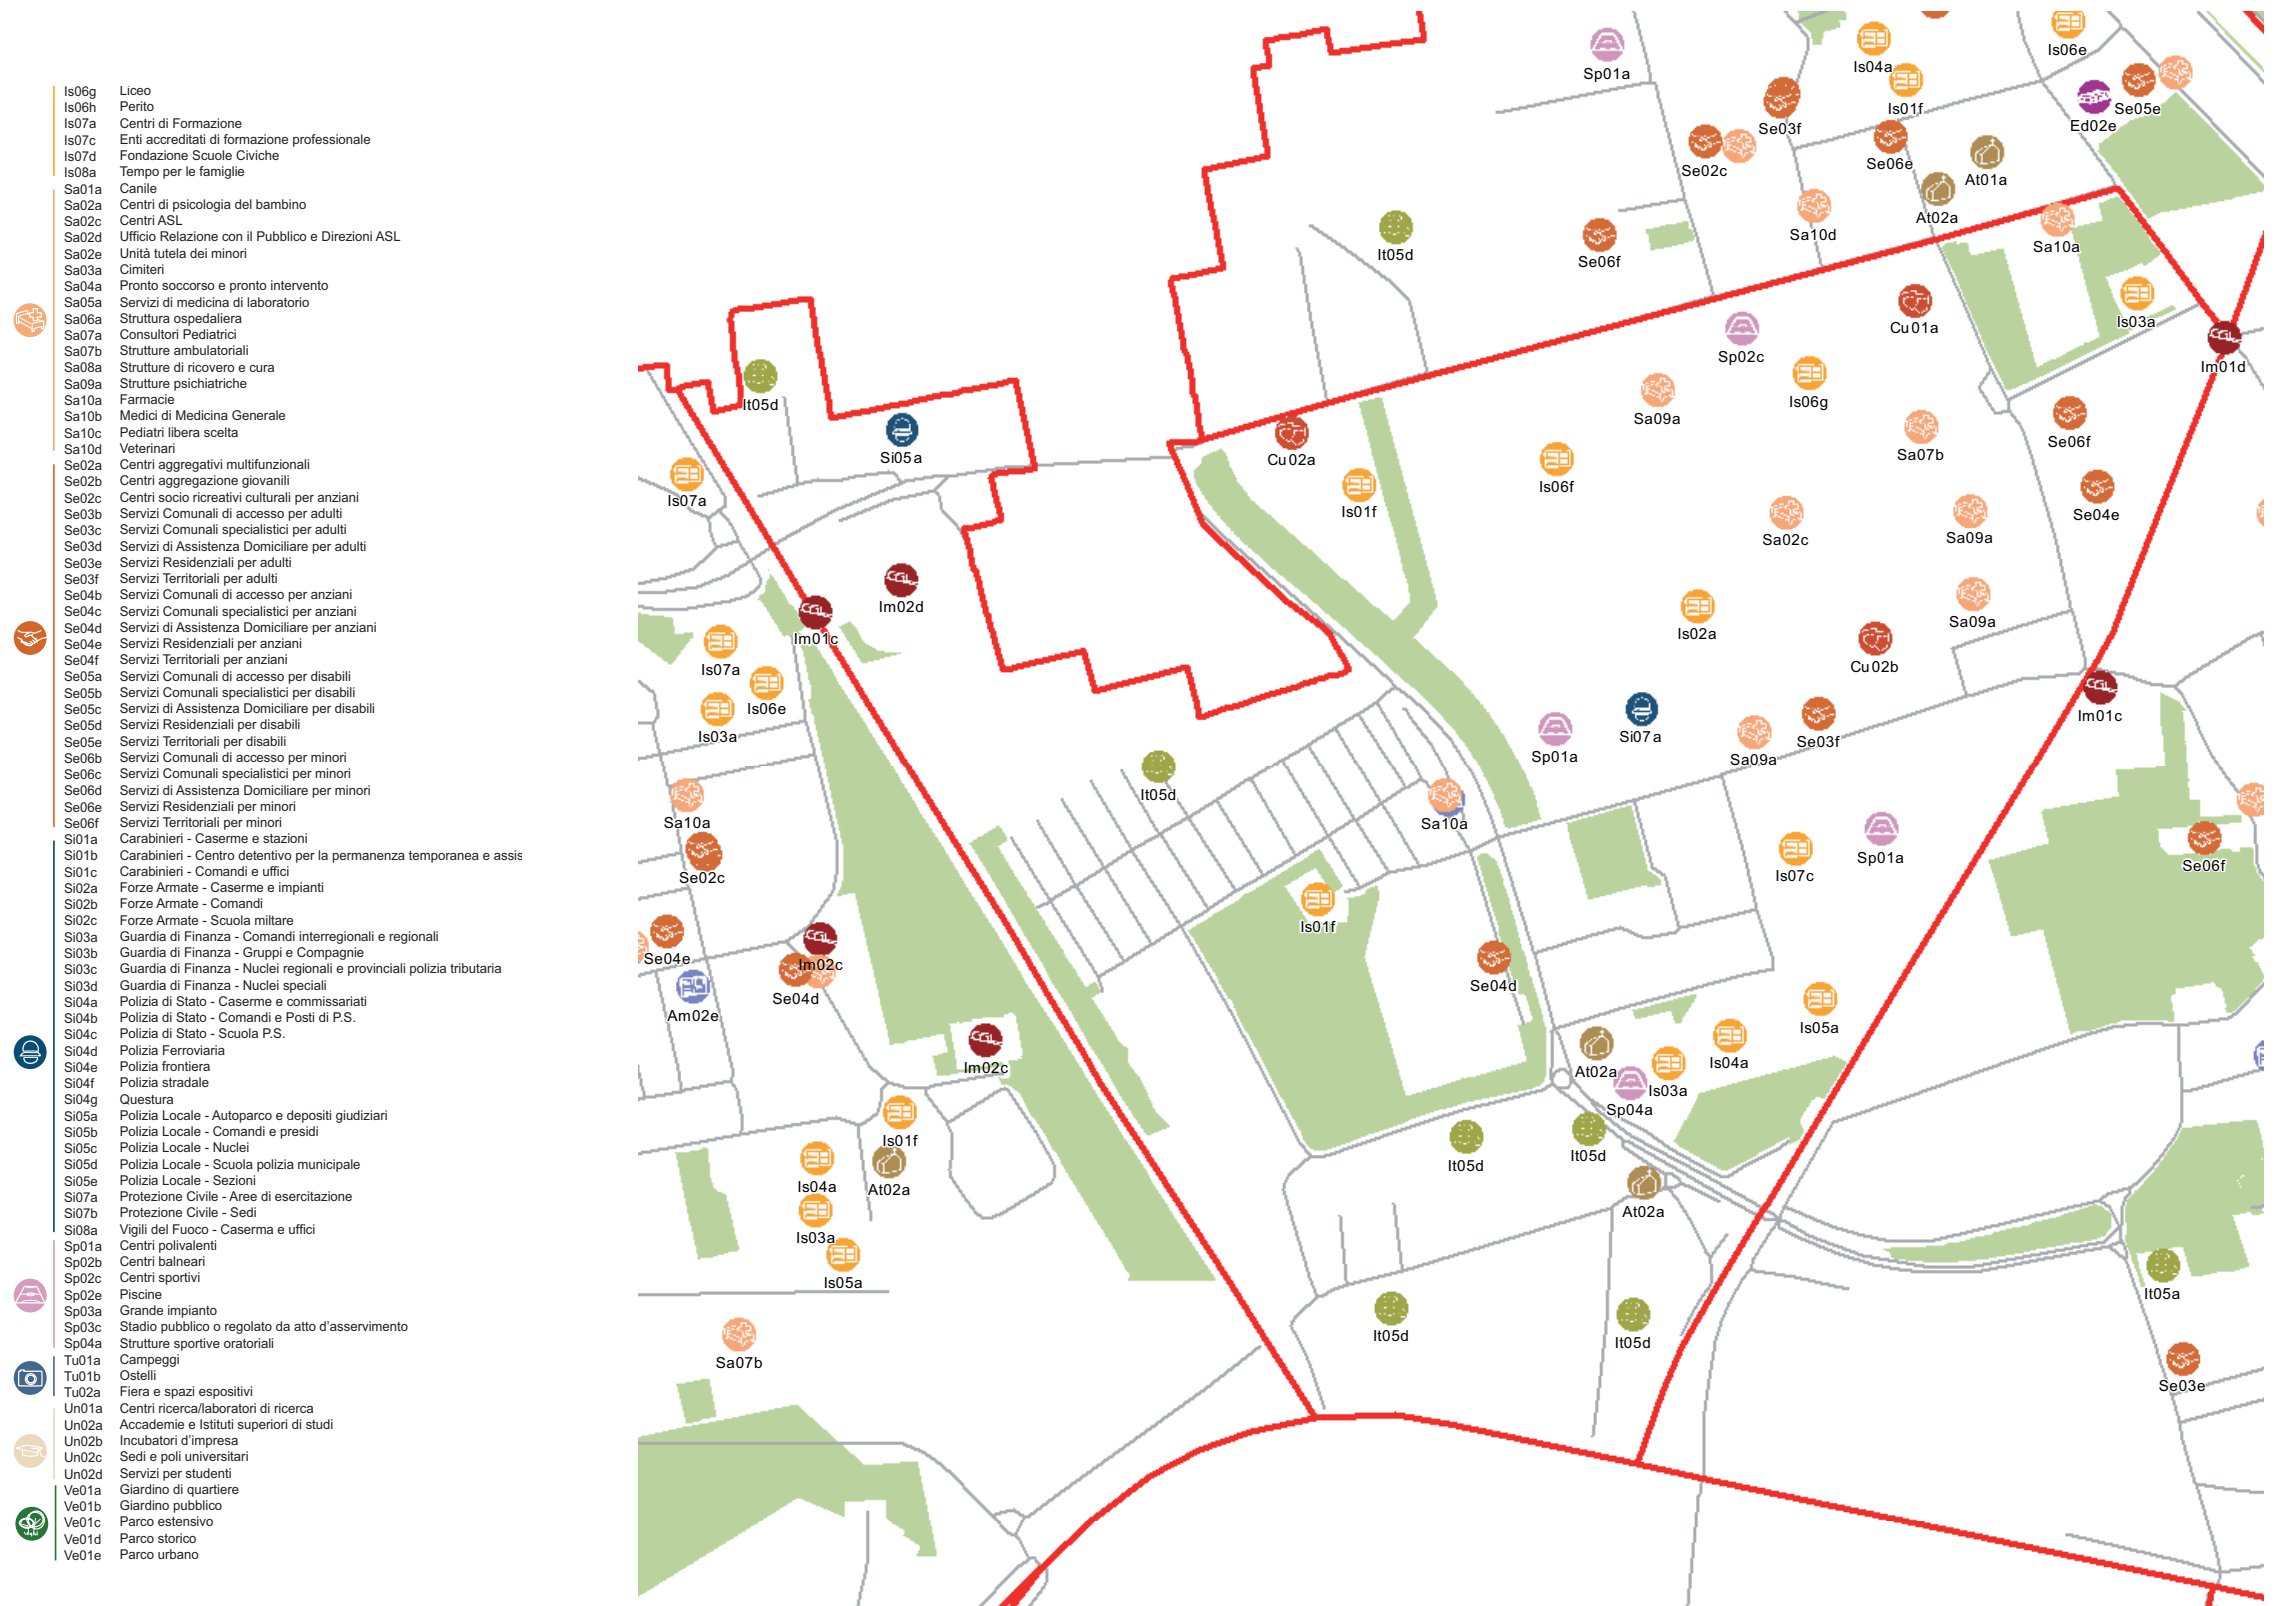 Is06g Liceo
Is06h Perito
Is07a Centri di Formazione
Is07c Enti accreditati di formazione professionale
Is07d Fondazione Scuole Civiche
Is08a Tempo per le famiglie
Sa01a Canile
Sa02a Centri di psicologia del bambino
Sa02c Centri ASL
Sa02d Ufficio Relazione con il Pubblico e Direzioni ASL
Sa02e Unità tutela dei minori
Sa03a Cimiteri
Sa04a Pronto soccorso e pronto intervento
Sa05a Servizi di medicina di laboratorio
Sa06a Struttura ospedaliera
Sa07a Consultori Pediatrici
Sa07b Strutture ambulatoriali
Sa08a Strutture di ricovero e cura
Sa09a Strutture psichiatriche
Sa10a Farmacie
Sa10b Medici di Medicina Generale
Sa10c Pediatri libera scelta
Sa10d Veterinari
Se02a Centri aggregativi multifunzionali
Se02b Centri aggregazione giovanili
Se02c Centri socio ricreativi culturali per anziani
Se03b Servizi Comunali di accesso per adulti
Se03c Servizi Comunali specialistici per adulti
Se03d Servizi di Assistenza Domiciliare per adulti
Se03e Servizi Residenziali per adulti
Se03f Servizi Territoriali per adulti
Se04b Servizi Comunali di accesso per anziani
Se04c Servizi Comunali specialistici per anziani
Se04d Servizi di Assistenza Domiciliare per anziani
Se04e Servizi Residenziali per anziani
Se04f Servizi Territoriali per anziani
Se05a Servizi Comunali di accesso per disabili
Se05b Servizi Comunali specialistici per disabili
Se05c Servizi di Assistenza Domiciliare per disabili
Se05d Servizi Residenziali per disabili
Se05e Servizi Territoriali per disabili
Se06b Servizi Comunali di accesso per minori
Se06c Servizi Comunali specialistici per minori
Se06d Servizi di Assistenza Domiciliare per minori
Se06e Servizi Residenziali per minori
Se06f Servizi Territoriali per minori
Si01a Carabinieri - Caserme e stazioni
Si01b Carabinieri - Centro detentivo per la permanenza temporanea e assis
Si01c Carabinieri - Comandi e uffici
Si02a Forze Armate - Caserme e impianti
Si02b Forze Armate - Comandi
Si02c Forze Armate - Scuola miltare
Si03a Guardia di Finanza - Comandi interregionali e regionali
Si03b Guardia di Finanza - Gruppi e Compagnie
Si03c Guardia di Finanza - Nuclei regionali e provinciali polizia tributaria
Si03d Guardia di Finanza - Nuclei speciali
Si04a Polizia di Stato - Caserme e commissariati
Si04b Polizia di Stato - Comandi e Posti di P.S.
Si04c Polizia di Stato - Scuola P.S.
Si04d Polizia Ferroviaria
Si04e Polizia frontiera
Si04f Polizia stradale
Si04g Questura
Si05a Polizia Locale - Autoparco e depositi giudiziari
Si05b Polizia Locale - Comandi e presidi
Si05c Polizia Locale - Nuclei
Si05d Polizia Locale - Scuola polizia municipale
Si05e Polizia Locale - Sezioni
Si07a Protezione Civile - Aree di esercitazione
Si07b Protezione Civile - Sedi
Si08a Vigili del Fuoco - Caserma e uffici
Sp01a Centri polivalenti
Sp02b Centri balneari
Sp02c Centri sportivi
Sp02e Piscine
Sp03a Grande impianto
Sp03c Stadio pubblico o regolato da atto d'asservimento
Sp04a Strutture sportive oratoriali
Tu01a Campeggi
Tu01b Ostelli
Tu02a Fiera e spazi espositivi
Un01a Centri ricerca/laboratori di ricerca
Un02a Accademie e Istituti superiori di studi
Un02b Incubatori d'impresa
Un02c Sedi e poli universitari
Un02d Servizi per studenti
Ve01a Giardino di quartiere
Ve01b Giardino pubblico
Ve01c Parco estensivo
Ve01d Parco storico
Ve01e Parco urbano
Is06e
Is04a
Sp01a
Is01f
Se05e
Ed02e
Se03f
Se06e
Se02c
At01a
At02a
Sa10d
Sa10a
It05d
Se06f
Is03a
Cu01a
Sp02c
Im01d
Is06g
Sa09a
It05d
Se06f
Sa07b
Si05a
Cu02a
Is06f
Is07a
Is01f
Se04e
Sa02c
Sa09a
Im02d
Sa09a
Is02a
Im01c
Is07a
Cu02b
Is06e
Im01c
Is03a
Si07a
Se03f
Sp01a
Sa09a
It05d
Sa10a
Sa10a
Sp01a
Se06f
Is07c
Se02c
Is01f
Se04e
Im02c
Se04d
Se04d
Am02e
Is05a
Is04a
Im02c
At02a
Is03a
Sp04a
Is01f
It05d
It05d
Is04a
At02a
At02a
Is03a
Is05a
It05a
It05d
It05d
Sa07b
Se03e